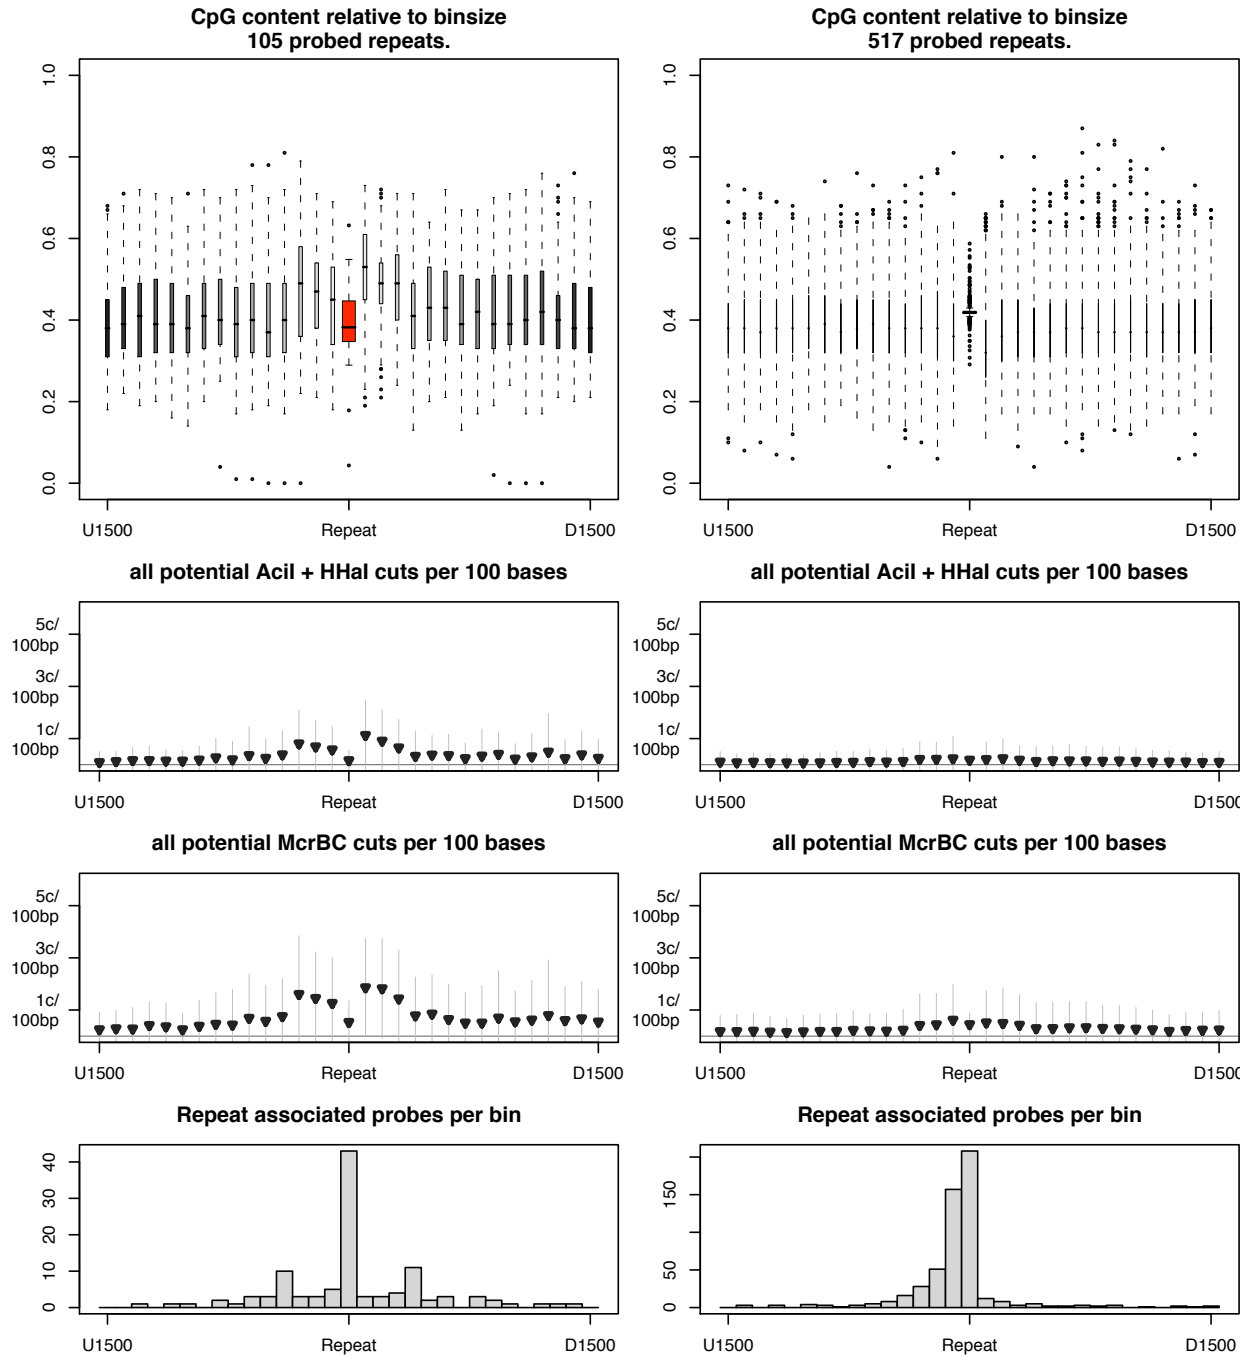 CpG content relative to binsize
105 probed repeats.
1.0
0.8
0.6
0.4
0.2
0.0
U1500 Repeat D1500
CpG content relative to binsize
517 probed repeats.
1.0
0.8
0.6
0.4
0.2
0.0
U1500 Repeat D1500
all potential AciI + HHaI cuts per 100 bases
5c/
100bp
3c/
100bp
1c/
100bp
U1500 Repeat D1500
all potential AciI + HHaI cuts per 100 bases
5c/
100bp
3c/
100bp
1c/
100bp
U1500 Repeat D1500
all potential McrBC cuts per 100 bases
5c/
100bp
3c/
100bp
1c/
100bp
U1500 Repeat D1500
all potential McrBC cuts per 100 bases
5c/
100bp
3c/
100bp
1c/
100bp
U1500 Repeat D1500
Repeat associated probes per bin
40
30
20
10
0
U1500 Repeat D1500
Repeat associated probes per bin
150
50
0
U1500 Repeat D1500